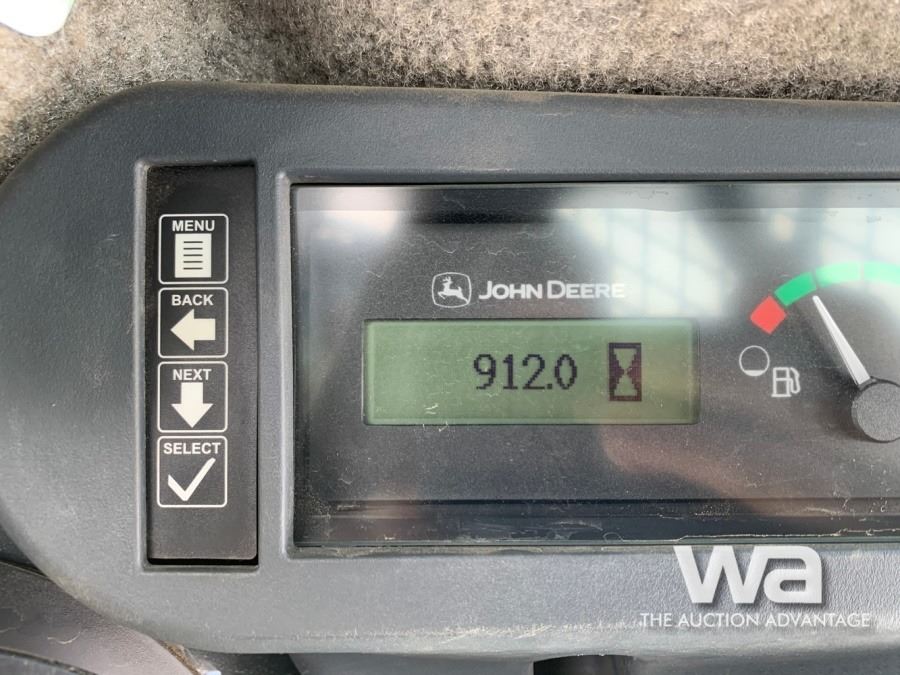 MENU
BACK
NEXT
SELECT
JOHN DEERE
912.0
wa
THE AUCTION ADVANTAGE